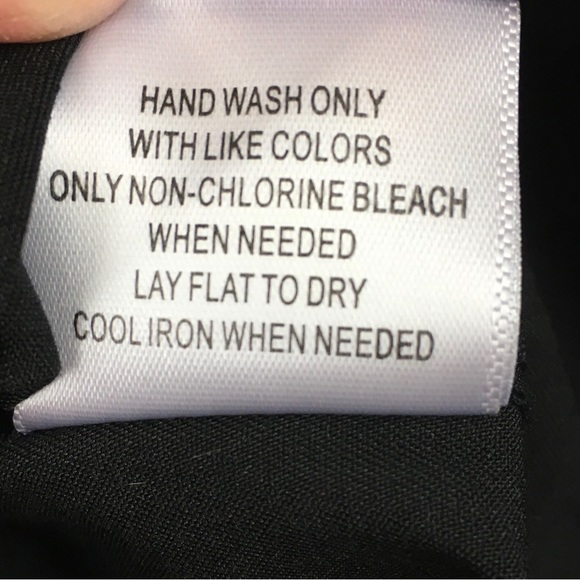 HAND WASH ONLY
WITH LIKE COLORS
ONLY NON-CHLORINE BLEACH
WHEN NEEDED
LAY FLAT TO DRY
COOL IRON WHEN NEEDED